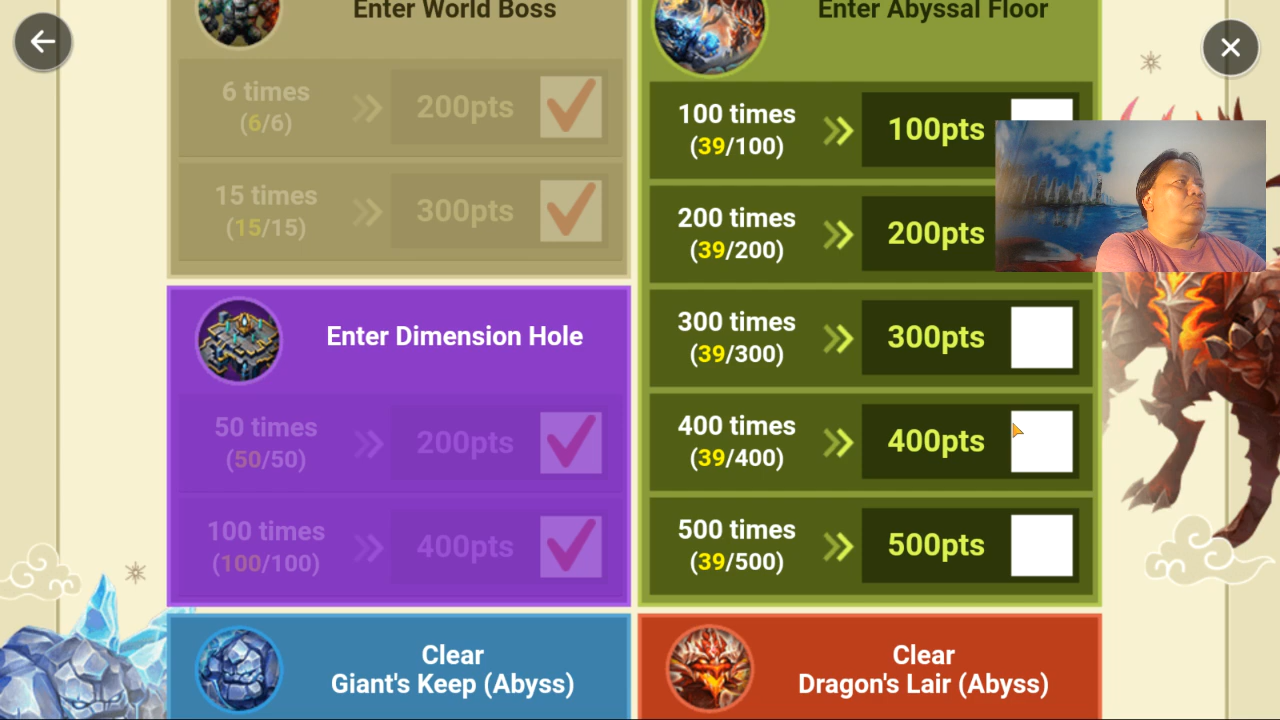 Enter World Boss
6 times
(6/6)
200pts
15 times
(15/15)
300pts
Enter Dimension Hole
50 times
(50/50)
200pts
100 times
(100/100)
400pts
Enter Abyssal Floor
100 times
(39/100)
100pts
200 times
(39/200)
200pts
300 times
(39/300)
300pts
400 times
(39/400)
400pts
500 times
(39/500)
500pts
Clear
Giant's Keep (Abyss)
Clear
Dragon's Lair (Abyss)